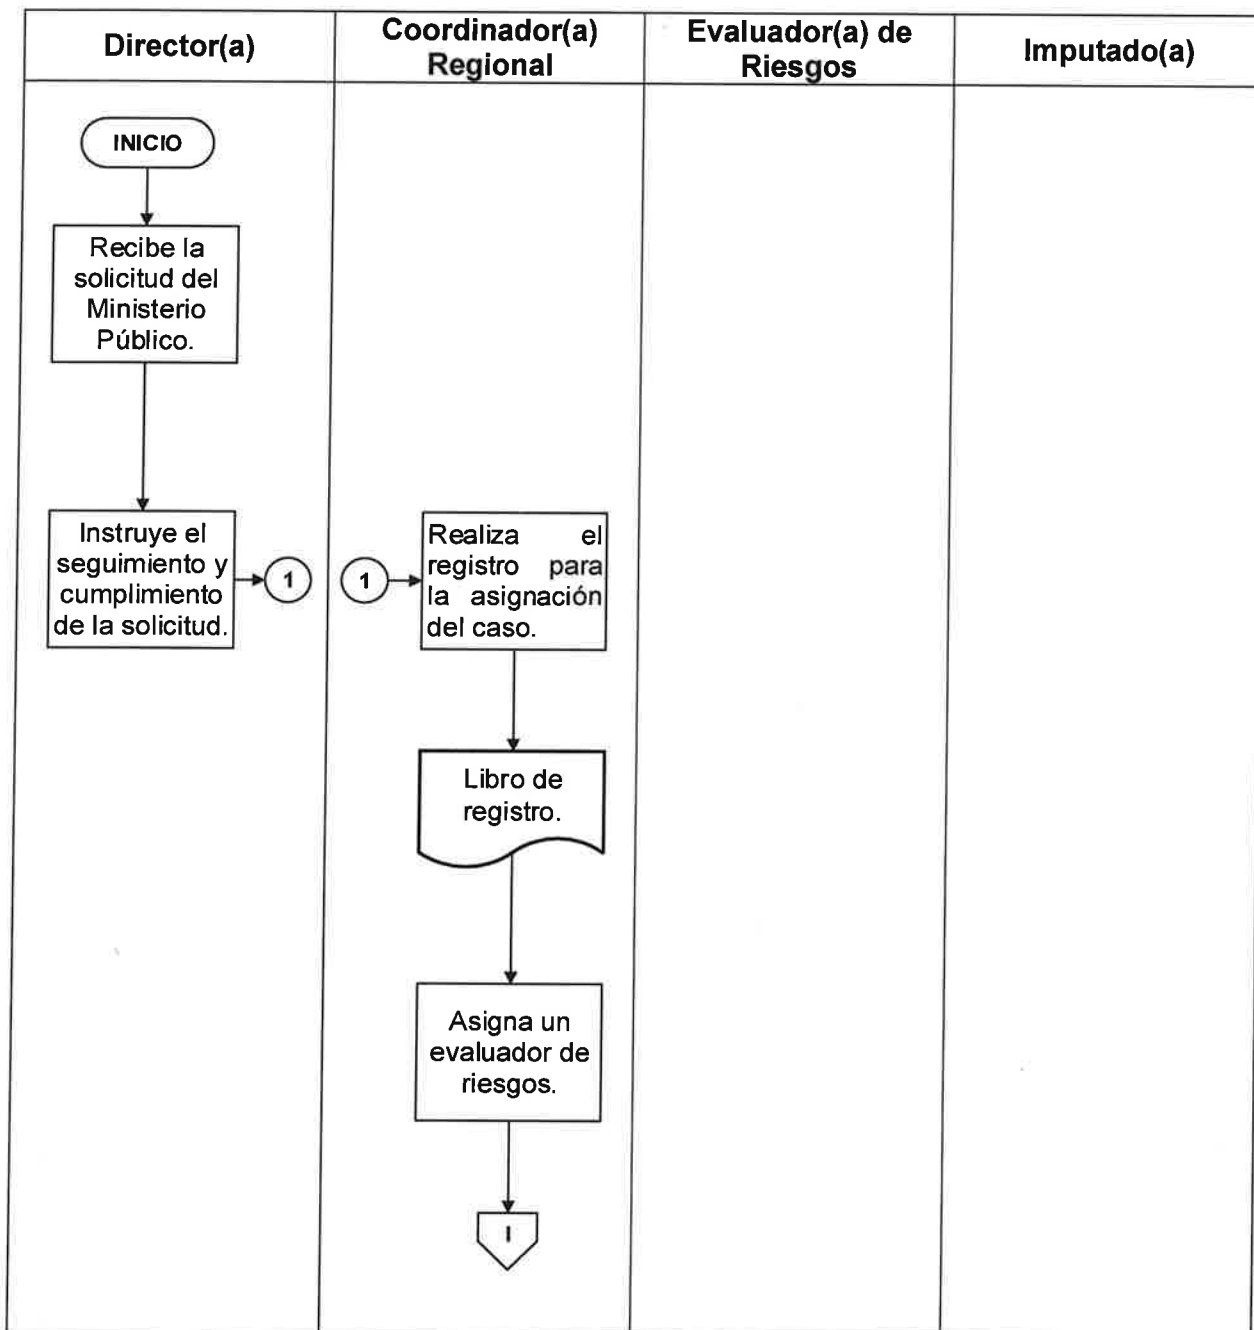 Director(a)
Coordinador(a)
Regional
Evaluador(a) de
Riesgos
Imputado(a)
INICIO
Recibe la
solicitud del
Ministerio
Público.
Instruye el
seguimiento y
cumplimiento
de la solicitud.
1
1
Realiza el
registro para
la asignación
del caso.
Libro de
registro.
Asigna un
evaluador de
riesgos.
I